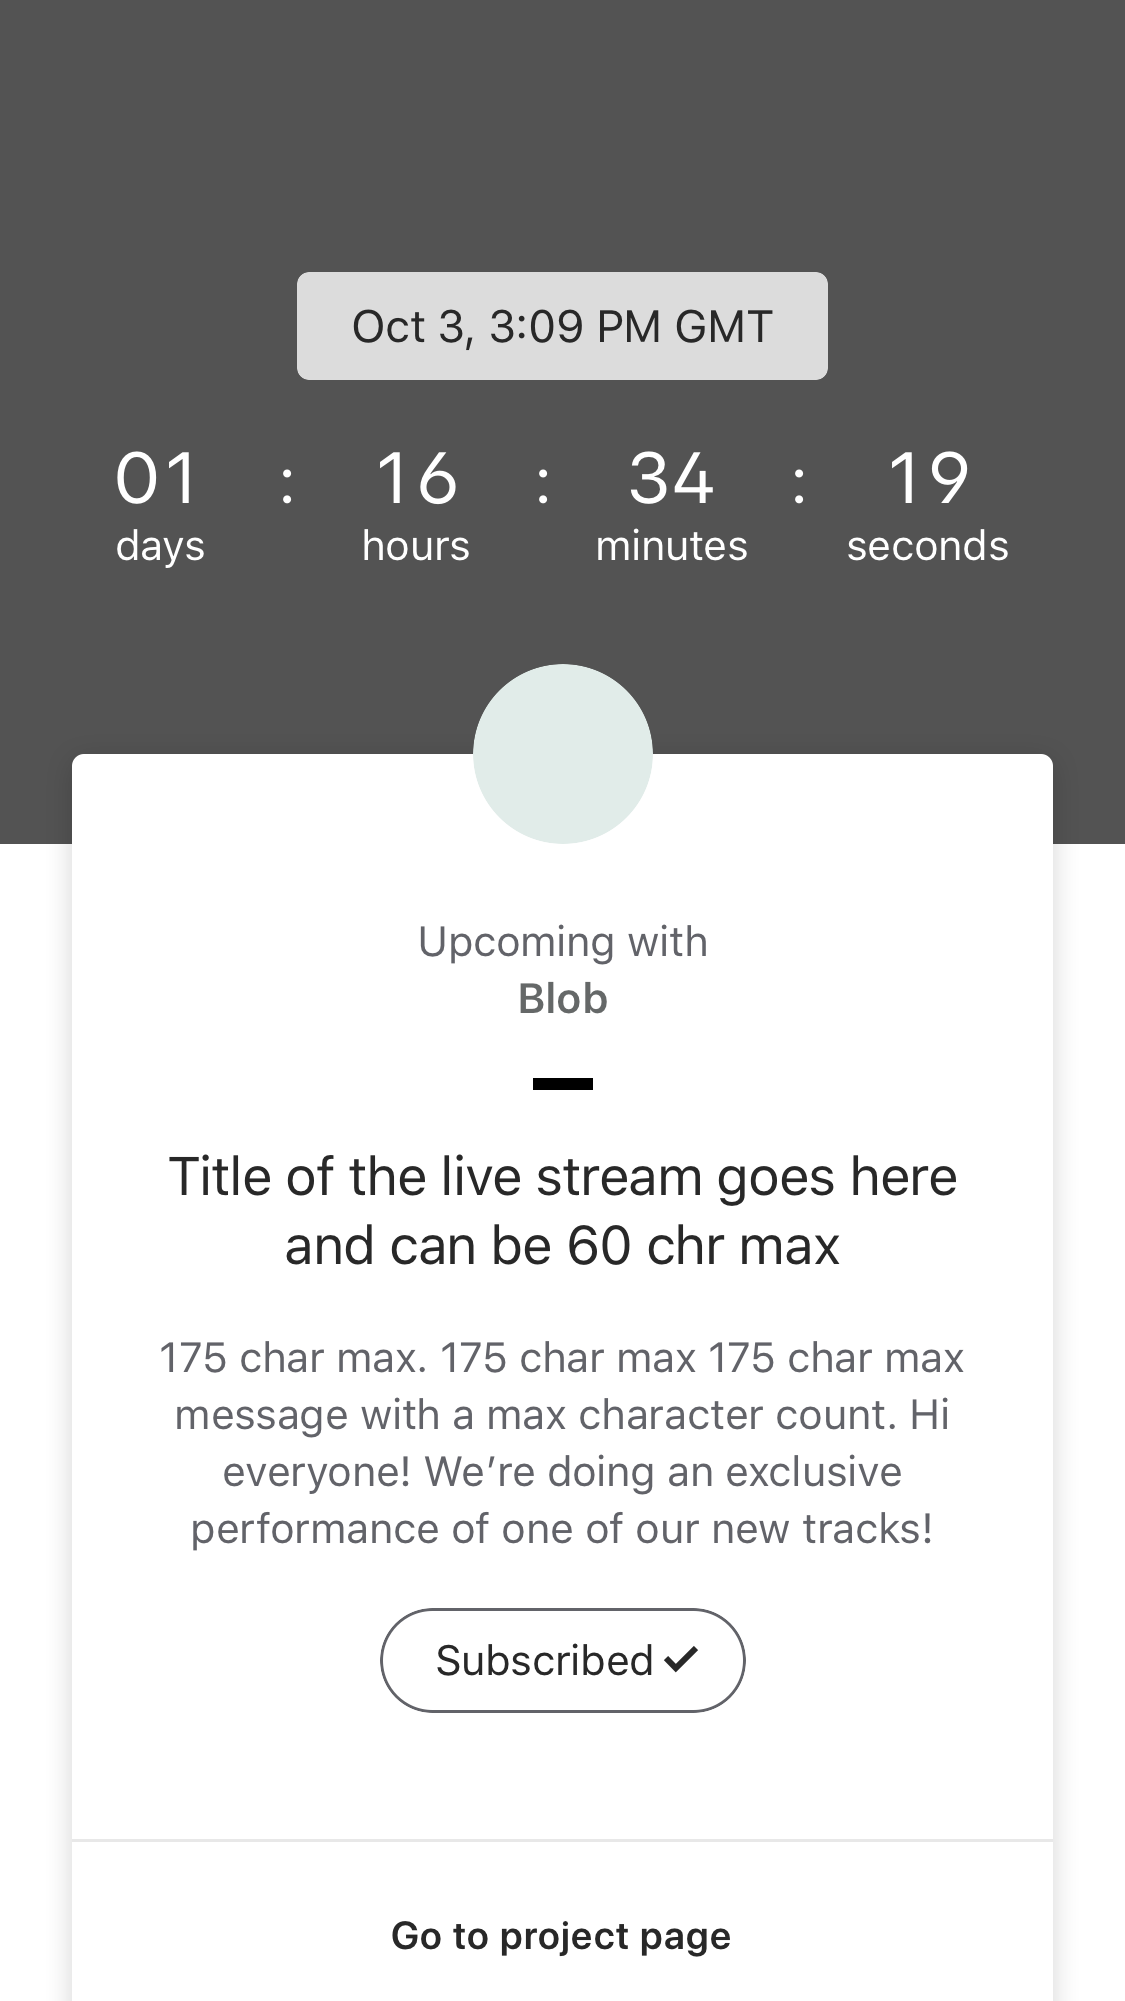 Oct 3, 3:09 PM GMT
01 : 16 : 34 : 19
days hours minutes seconds
Upcoming with
Blob
Title of the live stream goes here
and can be 60 chr max
175 char max. 175 char max 175 char max
message with a max character count. Hi
everyone! We’re doing an exclusive
performance of one of our new tracks!
Subscribed ✓
Go to project page